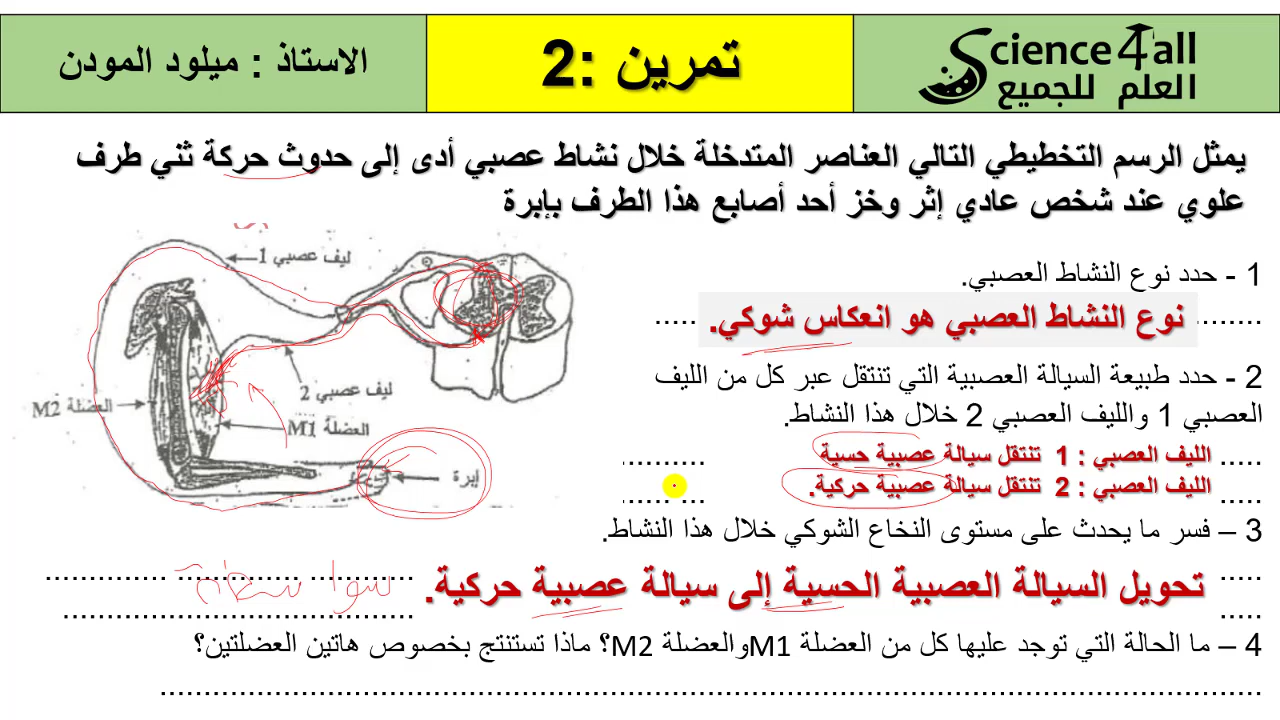 Science 4 all
العلم للجميع
تمرين :2
الاستاذ : ميلود المودن
يمثل الرسم التخطيطي التالي العناصر المتدخلة خلال نشاط عصبي أدى إلى حدوث حركة ثني طرف
علوي عند شخص عادي إثر وخز أحد أصابع هذا الطرف بإبرة
1 - حدد نوع النشاط العصبي.
نوع النشاط العصبي هو انعكاس شوكي.
2 - حدد طبيعة السيالة العصبية التي تنتقل عبر كل من الليف
العصبي 1 والليف العصبي 2 خلال هذا النشاط.
الليف العصبي : 1 تنتقل سيالة عصبية حسية
الليف العصبي : 2 تنتقل سيالة عصبية حركية.
3 – فسر ما يحدث على مستوى النخاع الشوكي خلال هذا النشاط.
تحويل السيالة العصبية الحسية إلى سيالة عصبية حركية.
4 – ما الحالة التي توجد عليها كل من العضلة M1 والعضلة M2؟ ماذا تستنتج بخصوص هاتين العضلتين؟
ليف عصبي 1
ليف عصبي 2
العضلة M2
العضلة M1
إبرة